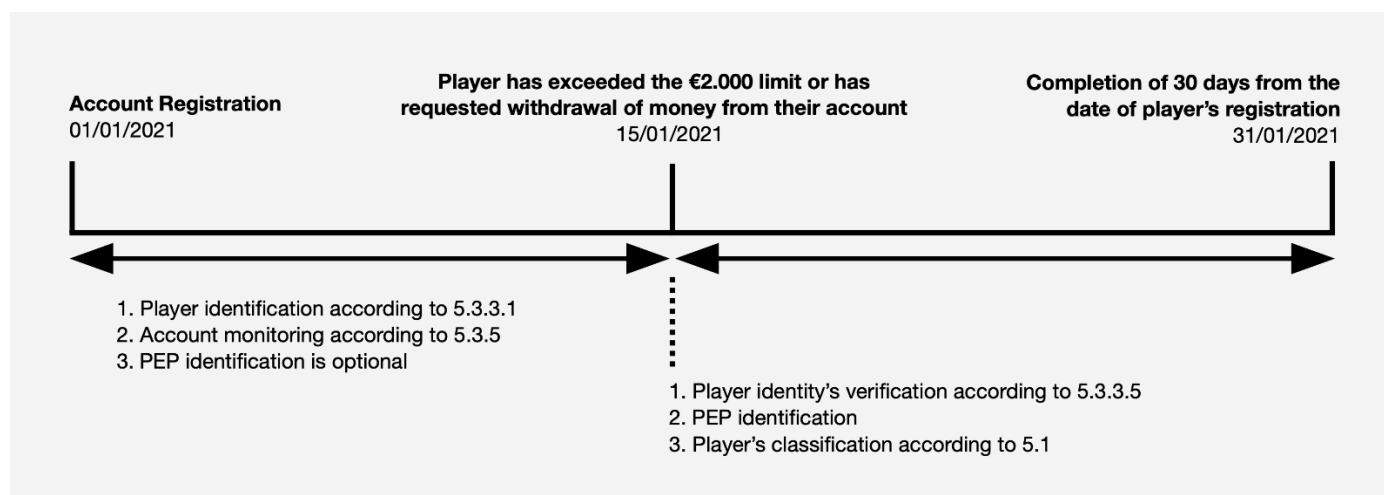 Account Registration
01/01/2021
Player has exceeded the €2.000 limit or has
requested withdrawal of money from their account
15/01/2021
Completion of 30 days from the
date of player's registration
31/01/2021
1. Player identification according to 5.3.3.1
2. Account monitoring according to 5.3.5
3. PEP identification is optional
1. Player identity's verification according to 5.3.3.5
2. PEP identification
3. Player's classification according to 5.1